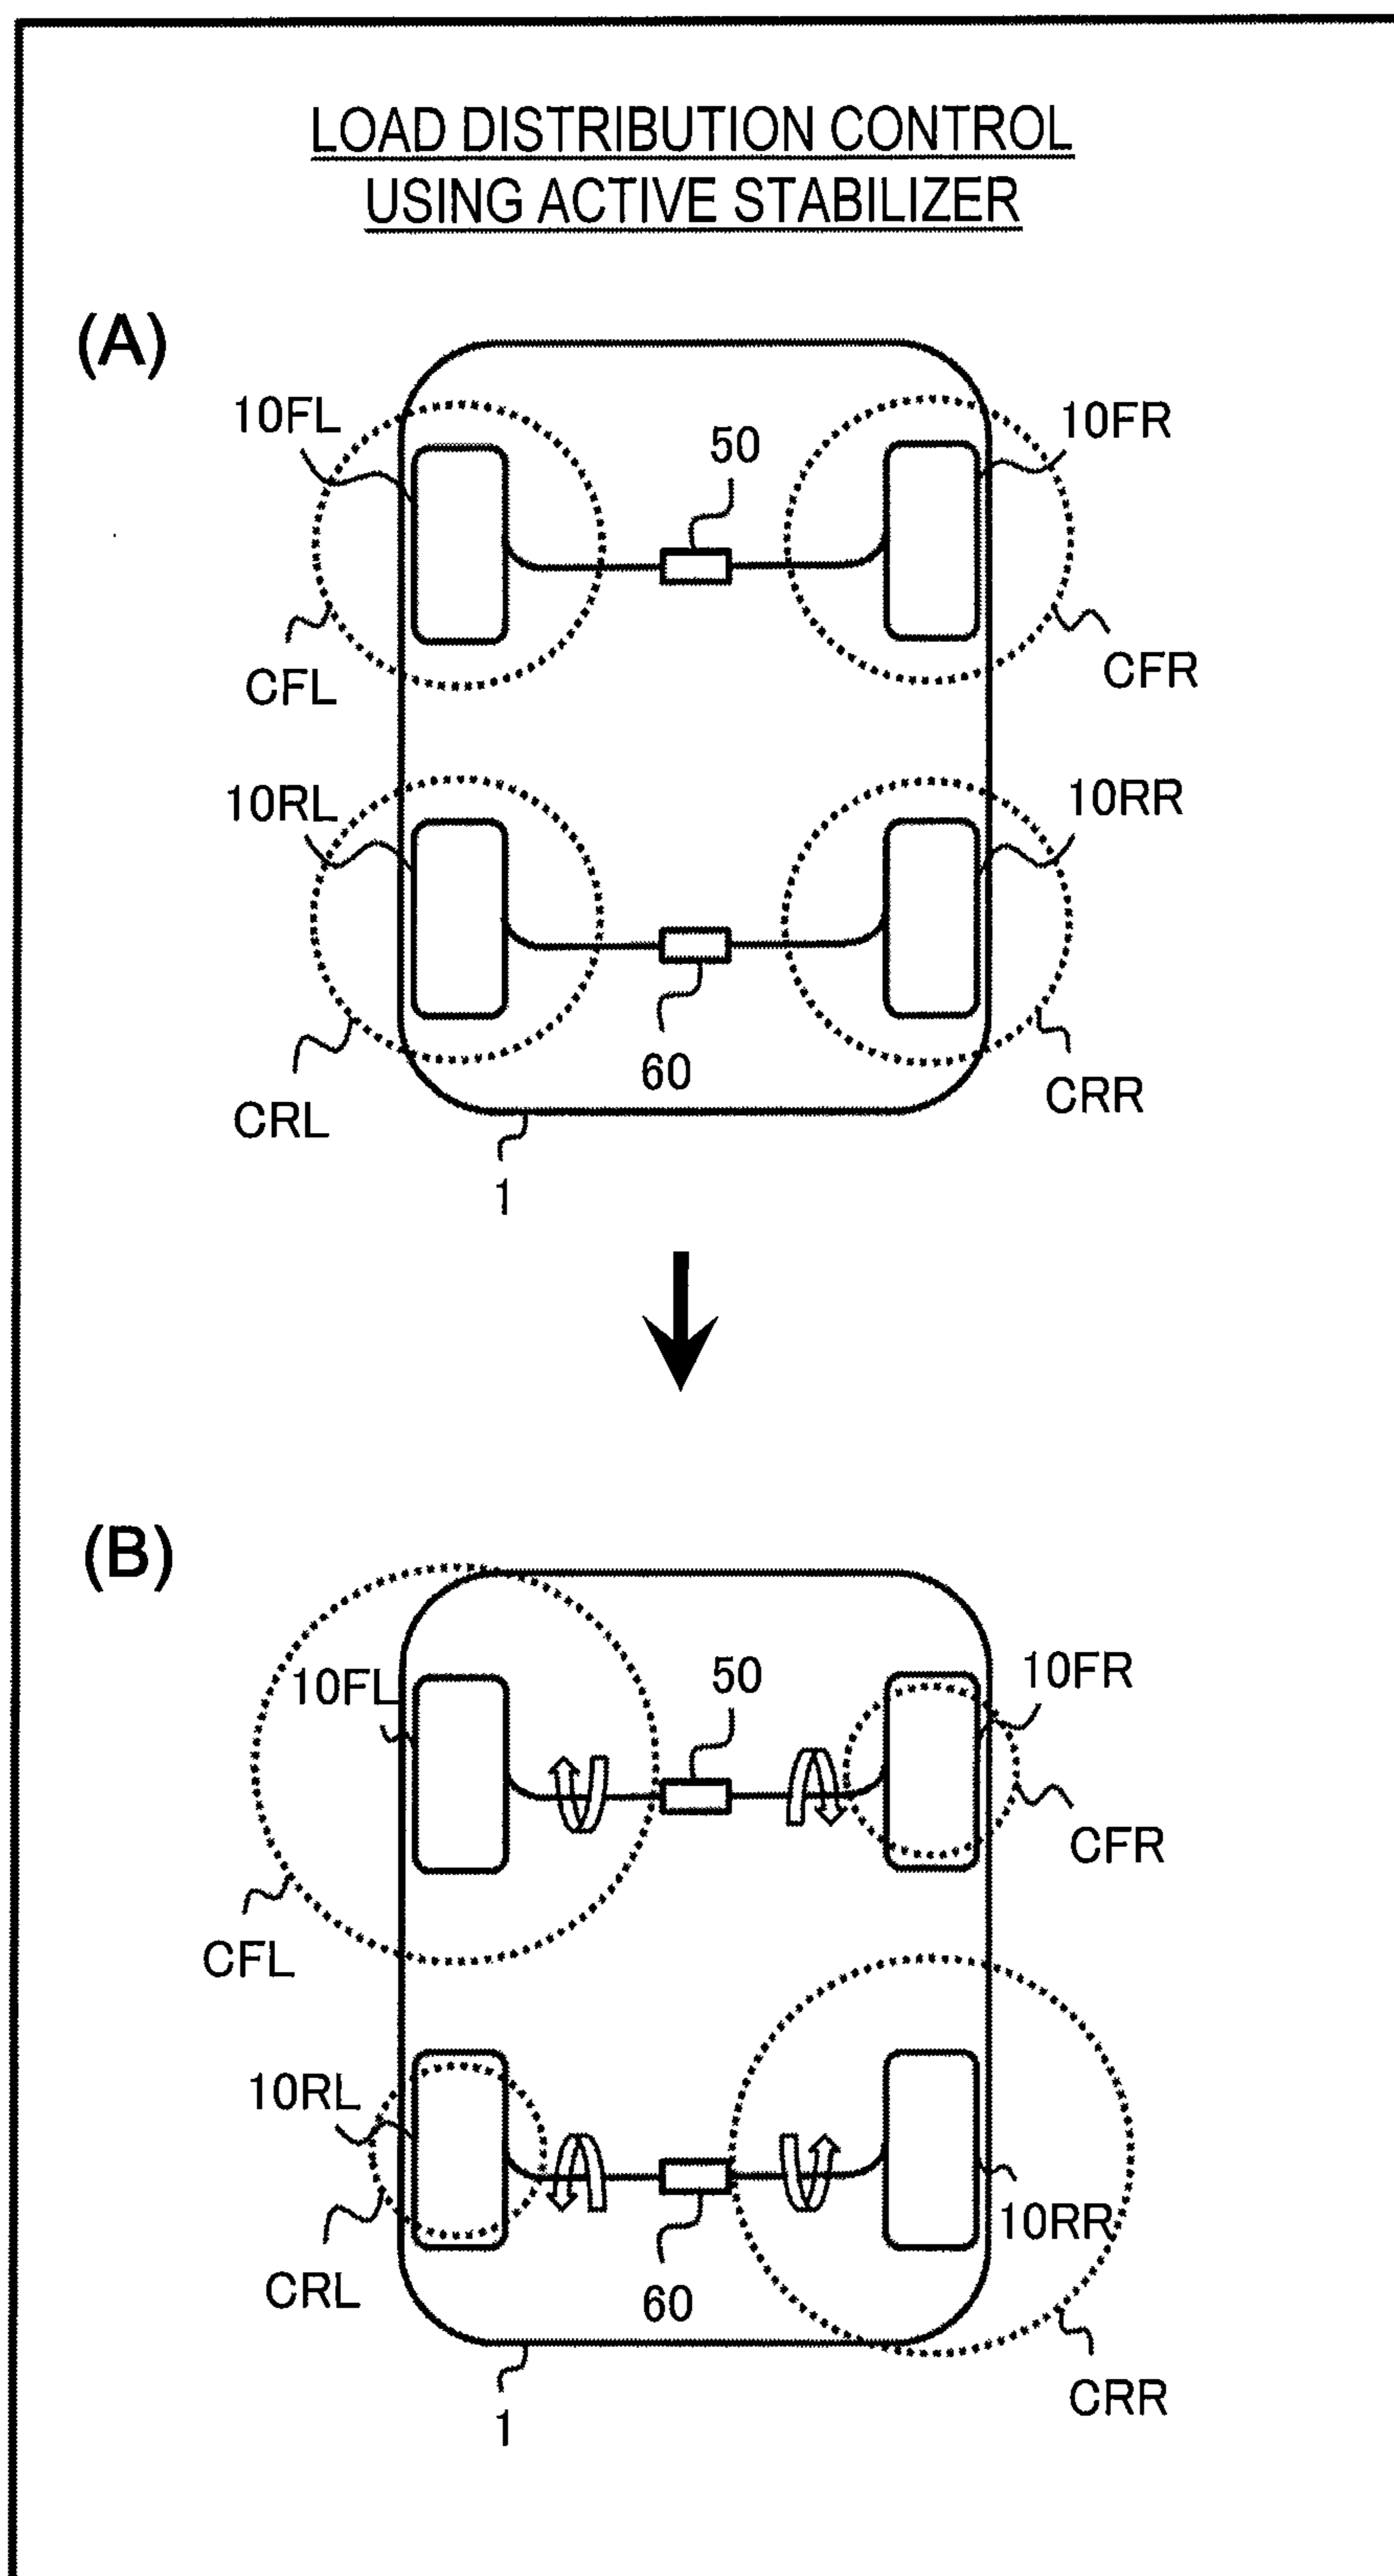 LOAD DISTRIBUTION CONTROL
USING ACTIVE STABILIZER
(A)
10FL
50
10FR
CFL
CFR
10RL
10RR
60
CRL
CRR
1
(B)
10FL
50
10FR
CFR
CFL
10RL
10RR
CRL
60
CRR
1